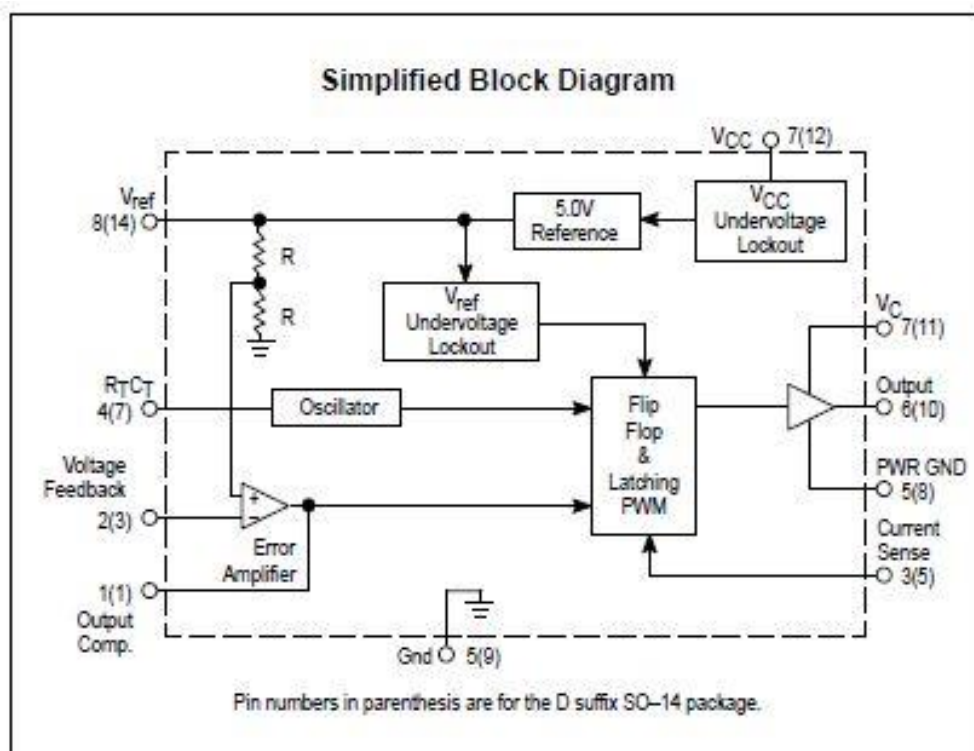 Simplified Block Diagram
VCC 7(12)
Vref
8(14)
5.0V
Reference
VCC
Undervoltage
Lockout
R
R
Vref
Undervoltage
Lockout
VC
7(11)
RTCT
4(7)
Oscillator
Flip
Flop
&
Latching
PWM
Output
6(10)
Voltage
Feedback
2(3)
+
–
Error
Amplifier
PWR GND
5(8)
Current
Sense
3(5)
1(1)
Output
Comp.
Gnd 5(9)
Pin numbers in parenthesis are for the D suffix SO–14 package.